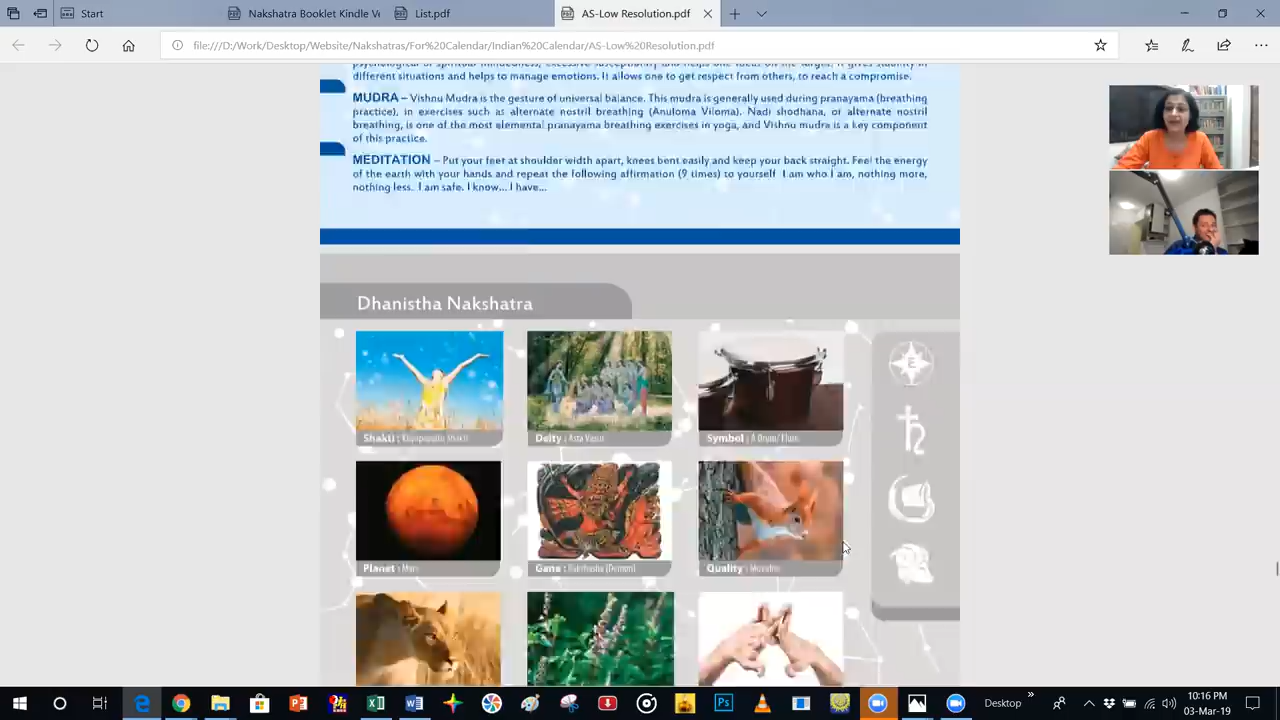 Start
Nakshatra Booklet Kindle Vers
AS-Low Resolution.pdf
AS-Low Resolution.pdf
file:///D:/Work/Desktop/Website/Nakshatras/For%20Calendar/Indian%20Calendar/AS-Low%20Resolution.pdf
different situations and helps to manage emotions. It allows one to get respect from others, to reach a compromise.
MUDRA – Vishnu Mudra is the gesture of universal balance. This mudra is generally used during pranayama (breathing
practice), in exercises such as alternate nostril breathing (Anuloma Viloma). Nadi shodhana, or alternate nostril
breathing, is one of the most elemental pranayama breathing exercises in yoga, and Vishnu mudra is a key component
of this practice.
MEDITATION – Put your feet at shoulder width apart, knees bent easily and keep your back straight. Feel the energy
of the earth with your hands and repeat the following affirmation (9 times) to yourself I am who I am, nothing more,
nothing less. I am safe. I know... I have...
Dhanistha Nakshatra
E
Shakti : Shakti
Deity : Asta Vasus
Symbol : A Drum/ Flute
Planet : Mars
Gana : Rakshasha (Demon)
Quality : Movable
Desktop
10:16 PM
03-Mar-19